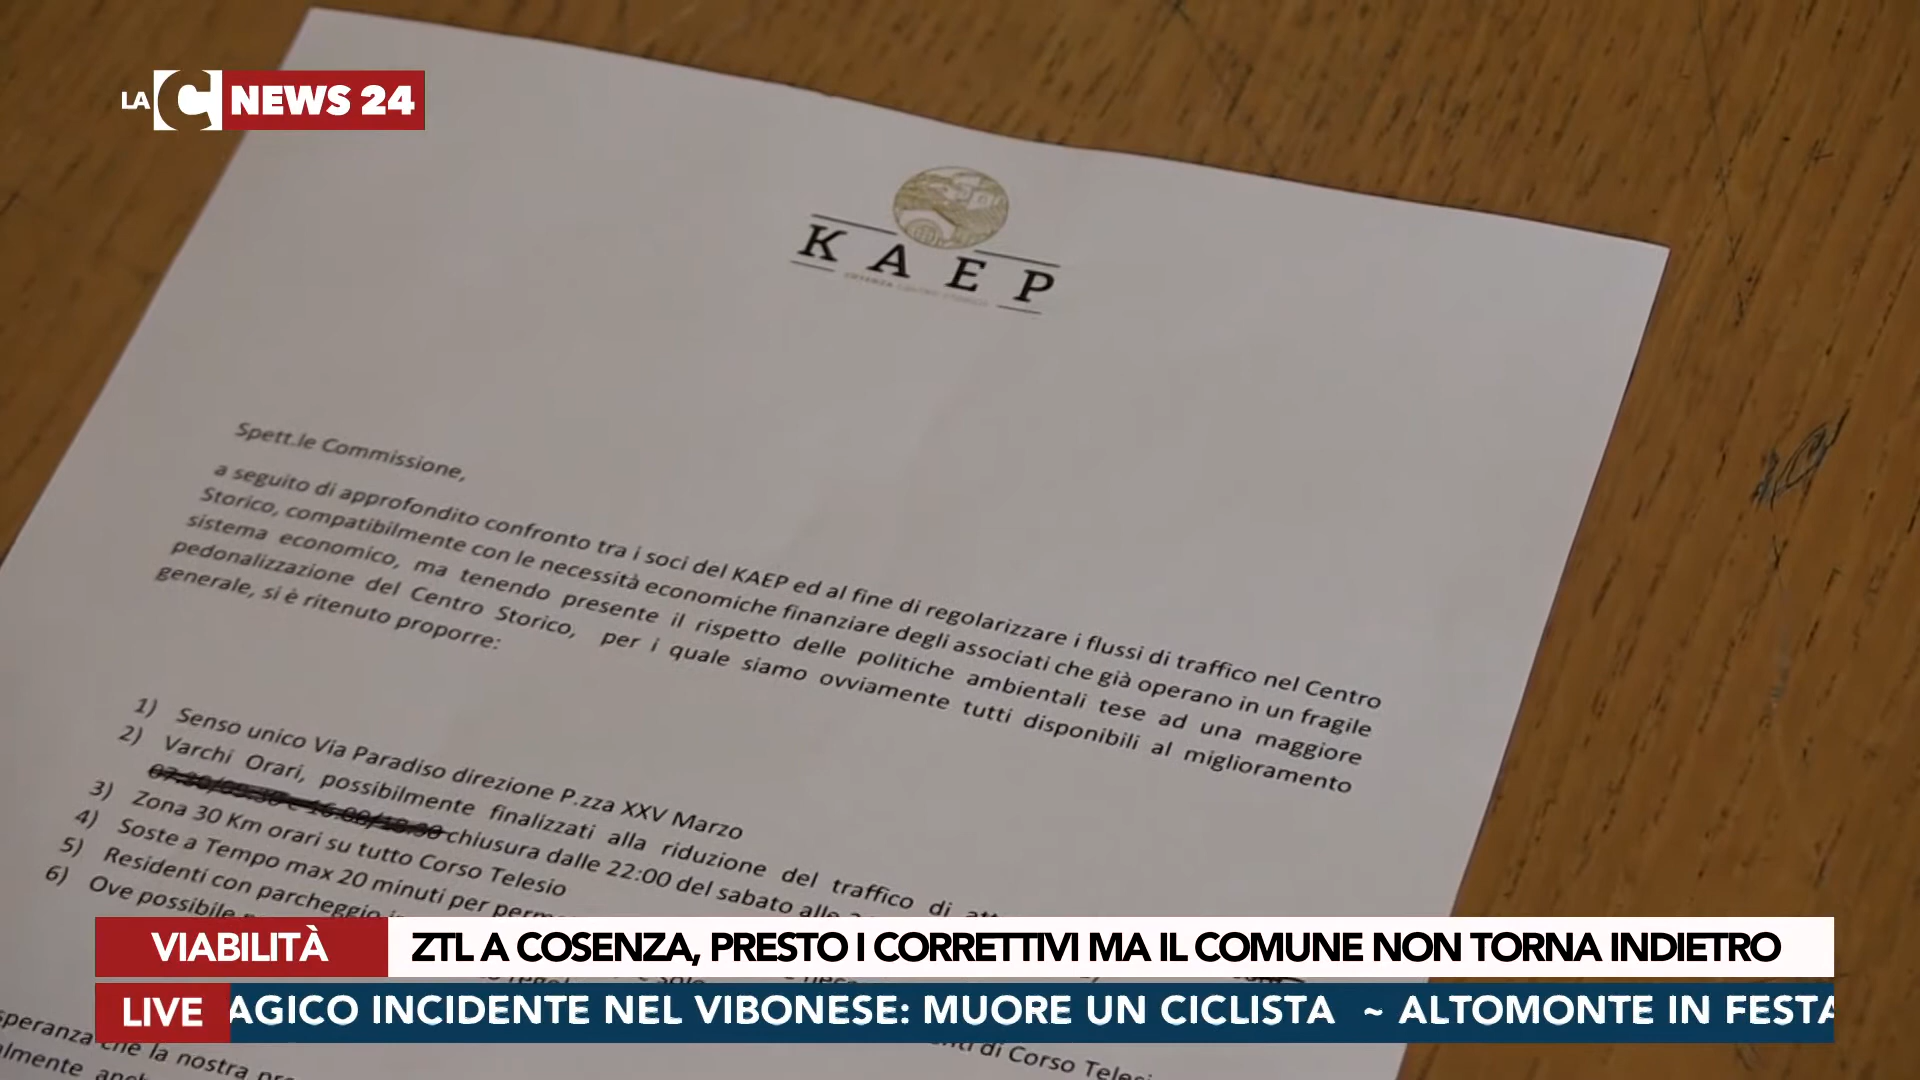 LA C NEWS 24
KAEP
Spett.le Commissione,
a seguito di approfondito confronto tra i soci del KAEP ed al fine di regolarizzare i flussi di traffico nel Centro
Storico, compatibilmente con le necessità economiche finanziare degli associati che già operano in un fragile
sistema economico, ma tenendo presente il rispetto delle politiche ambientali tese ad una maggiore
pedonalizzazione del Centro Storico, per i quale siamo ovviamente tutti disponibili al miglioramento
generale, si è ritenuto proporre:
1) Senso unico Via Paradiso direzione P.zza XXV Marzo
2) Varchi Orari, possibilmente finalizzati alla riduzione del traffico di
chiusura dalle 22:00 del sabato alle
3) Zona 30 Km orari su tutto Corso Telesio
4) Soste a Tempo max 20 minuti per
5) Residenti con parcheggio
6) Ove possibile
VIABILITÀ ZTL A COSENZA, PRESTO I CORRETTIVI MA IL COMUNE NON TORNA INDIETRO
LIVE AGICO INCIDENTE NEL VIBONESE: MUORE UN CICLISTA ~ ALTOMONTE IN FESTA
di Corso
che la nostra